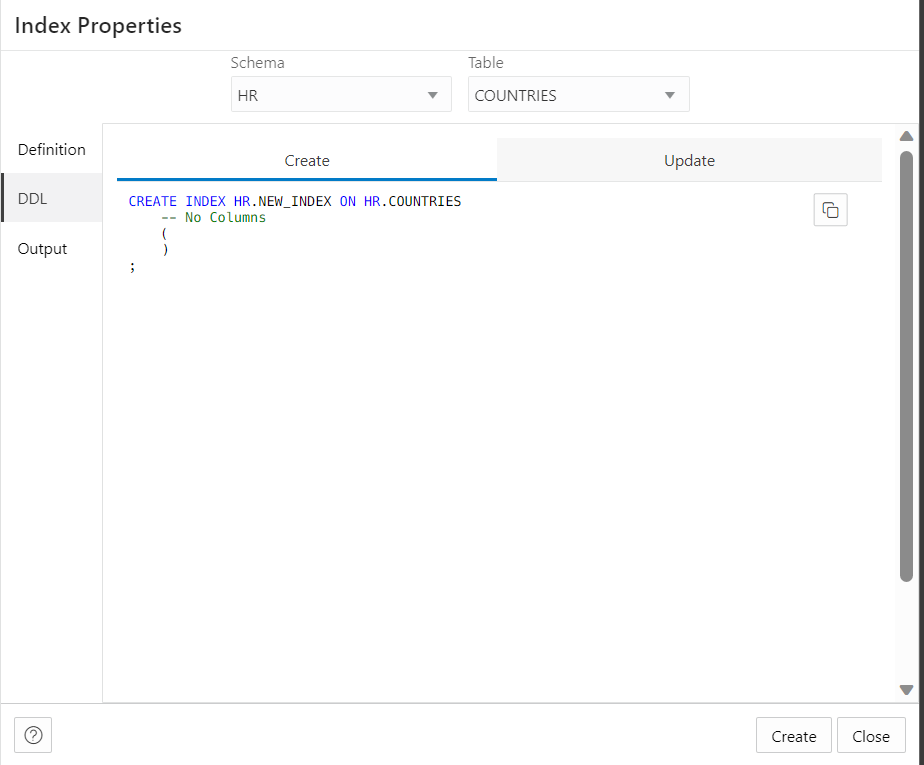 Index Properties
Schema
Table
HR
COUNTRIES
Definition
DDL
Output
Create
Update
CREATE INDEX HR.NEW_INDEX ON HR.COUNTRIES
    -- No Columns
    (
    )
;
?
Create
Close